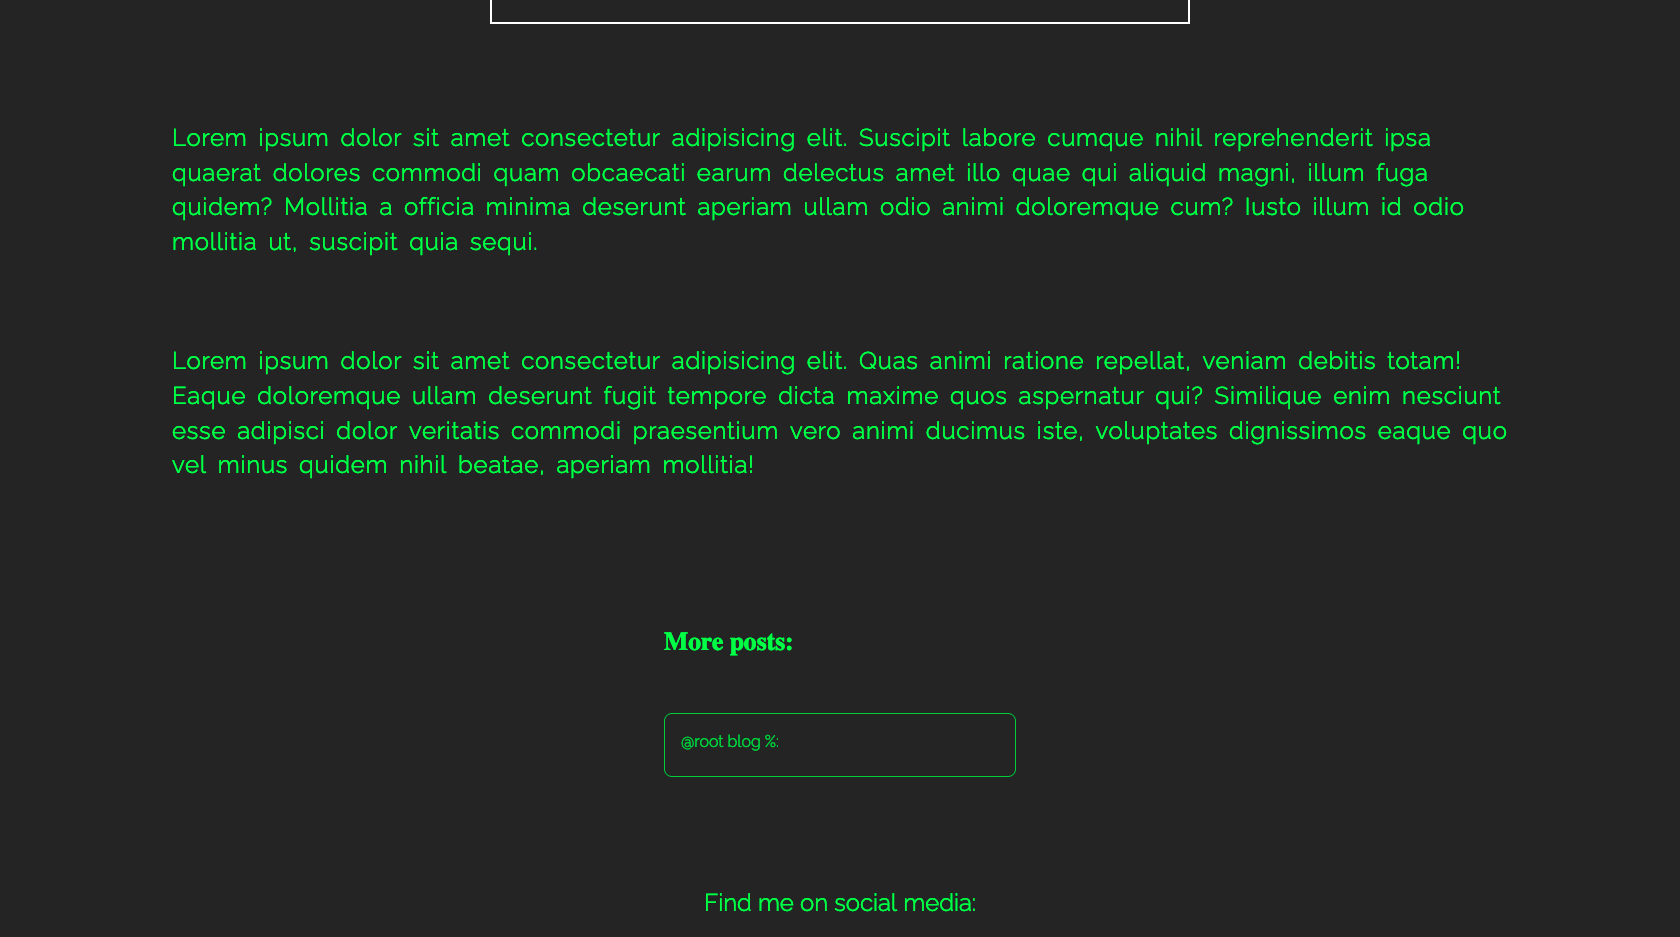 Lorem ipsum dolor sit amet consectetur adipisicing elit. Suscipit labore cumque nihil reprehenderit ipsa
quaerat dolores commodi quam obcaecati earum delectus amet illo quae qui aliquid magni, illum fuga
quidem? Mollitia a officia minima deserunt aperiam ullam odio animi doloremque cum? Iusto illum id odio
mollitia ut, suscipit quia sequi.
Lorem ipsum dolor sit amet consectetur adipisicing elit. Quas animi ratione repellat, veniam debitis totam!
Eaque doloremque ullam deserunt fugit tempore dicta maxime quos aspernatur qui? Similique enim nesciunt
esse adipisci dolor veritatis commodi praesentium vero animi ducimus iste, voluptates dignissimos eaque quo
vel minus quidem nihil beatae, aperiam mollitia!
More posts:
@root blog %:
Find me on social media: